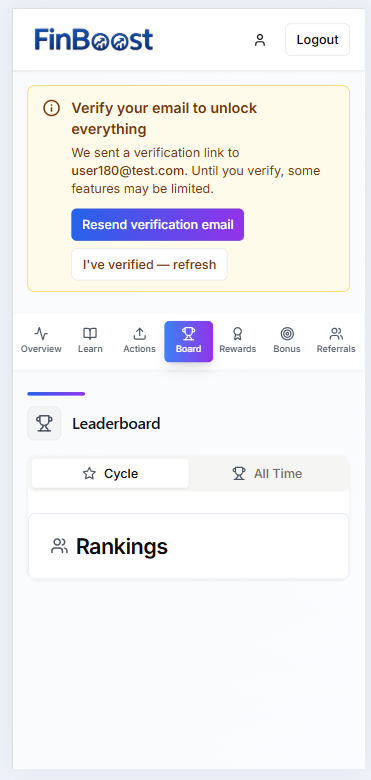 FinBoost
Logout
Verify your email to unlock
everything
We sent a verification link to
user180@test.com. Until you verify, some
features may be limited.
Resend verification email
I've verified — refresh
Overview
Learn
Actions
Board
Rewards
Bonus
Referrals
Leaderboard
Cycle
All Time
Rankings